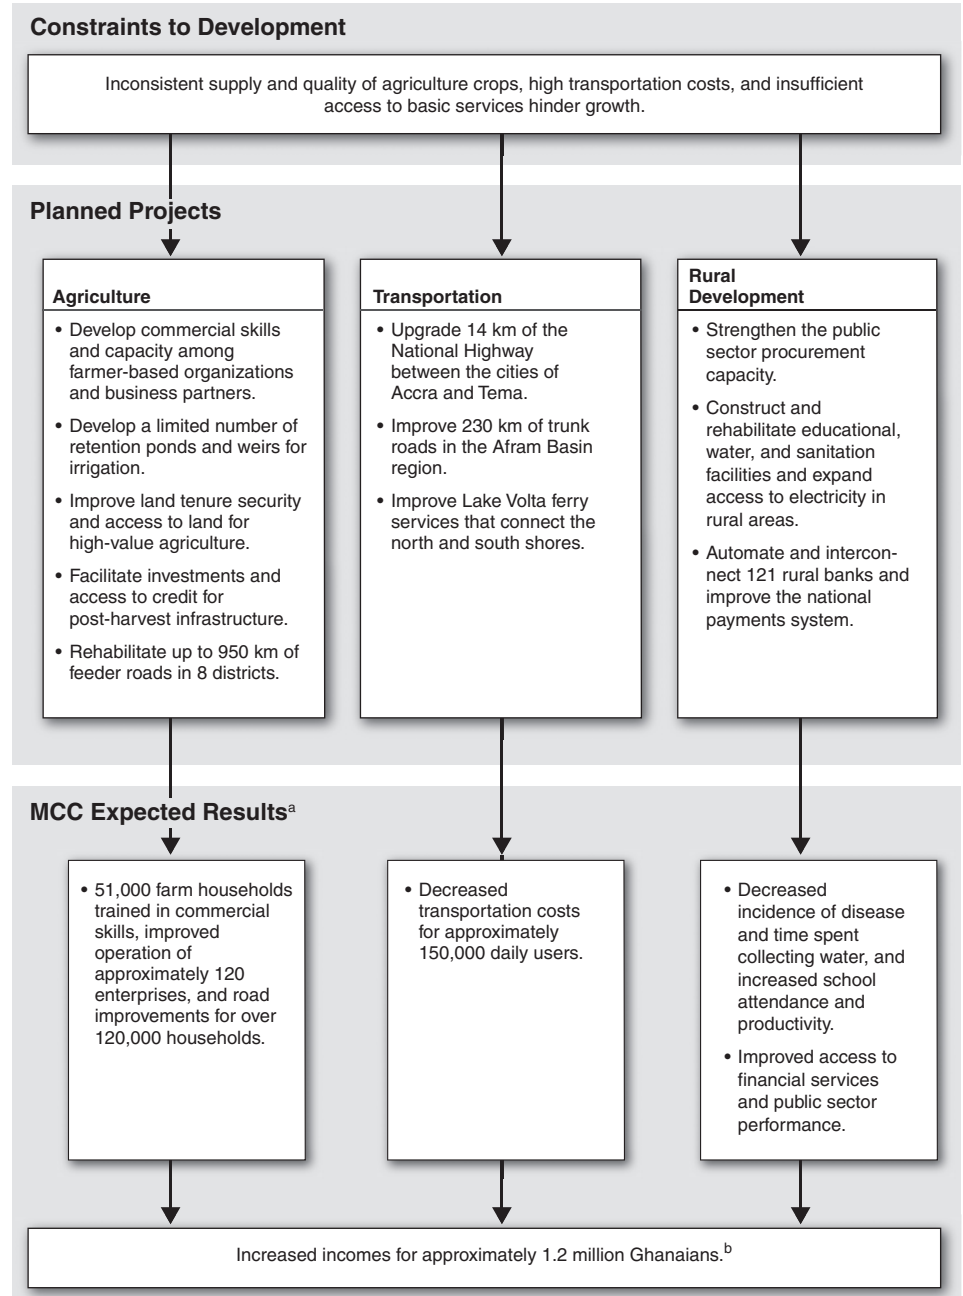 Constraints to Development
Inconsistent supply and quality of agriculture crops, high transportation costs, and insufficient
access to basic services hinder growth.
Planned Projects
Agriculture
• Develop commercial skills
and capacity among
farmer-based organizations
and business partners.
• Develop a limited number of
retention ponds and weirs for
irrigation.
• Improve land tenure security
and access to land for
high-value agriculture.
• Facilitate investments and
access to credit for
post-harvest infrastructure.
• Rehabilitate up to 950 km of
feeder roads in 8 districts.
Transportation
• Upgrade 14 km of the
National Highway
between the cities of
Accra and Tema.
• Improve 230 km of trunk
roads in the Afram Basin
region.
• Improve Lake Volta ferry
services that connect the
north and south shores.
Rural
Development
• Strengthen the public
sector procurement
capacity.
• Construct and
rehabilitate educational,
water, and sanitation
facilities and expand
access to electricity in
rural areas.
• Automate and intercon-
nect 121 rural banks and
improve the national
payments system.
MCC Expected Resultsa
• 51,000 farm households
trained in commercial
skills, improved
operation of
approximately 120
enterprises, and road
improvements for over
120,000 households.
• Decreased
transportation costs
for approximately
150,000 daily users.
• Decreased
incidence of disease
and time spent
collecting water, and
increased school
attendance and
productivity.
• Improved access to
financial services
and public sector
performance.
Increased incomes for approximately 1.2 million Ghanaians.b